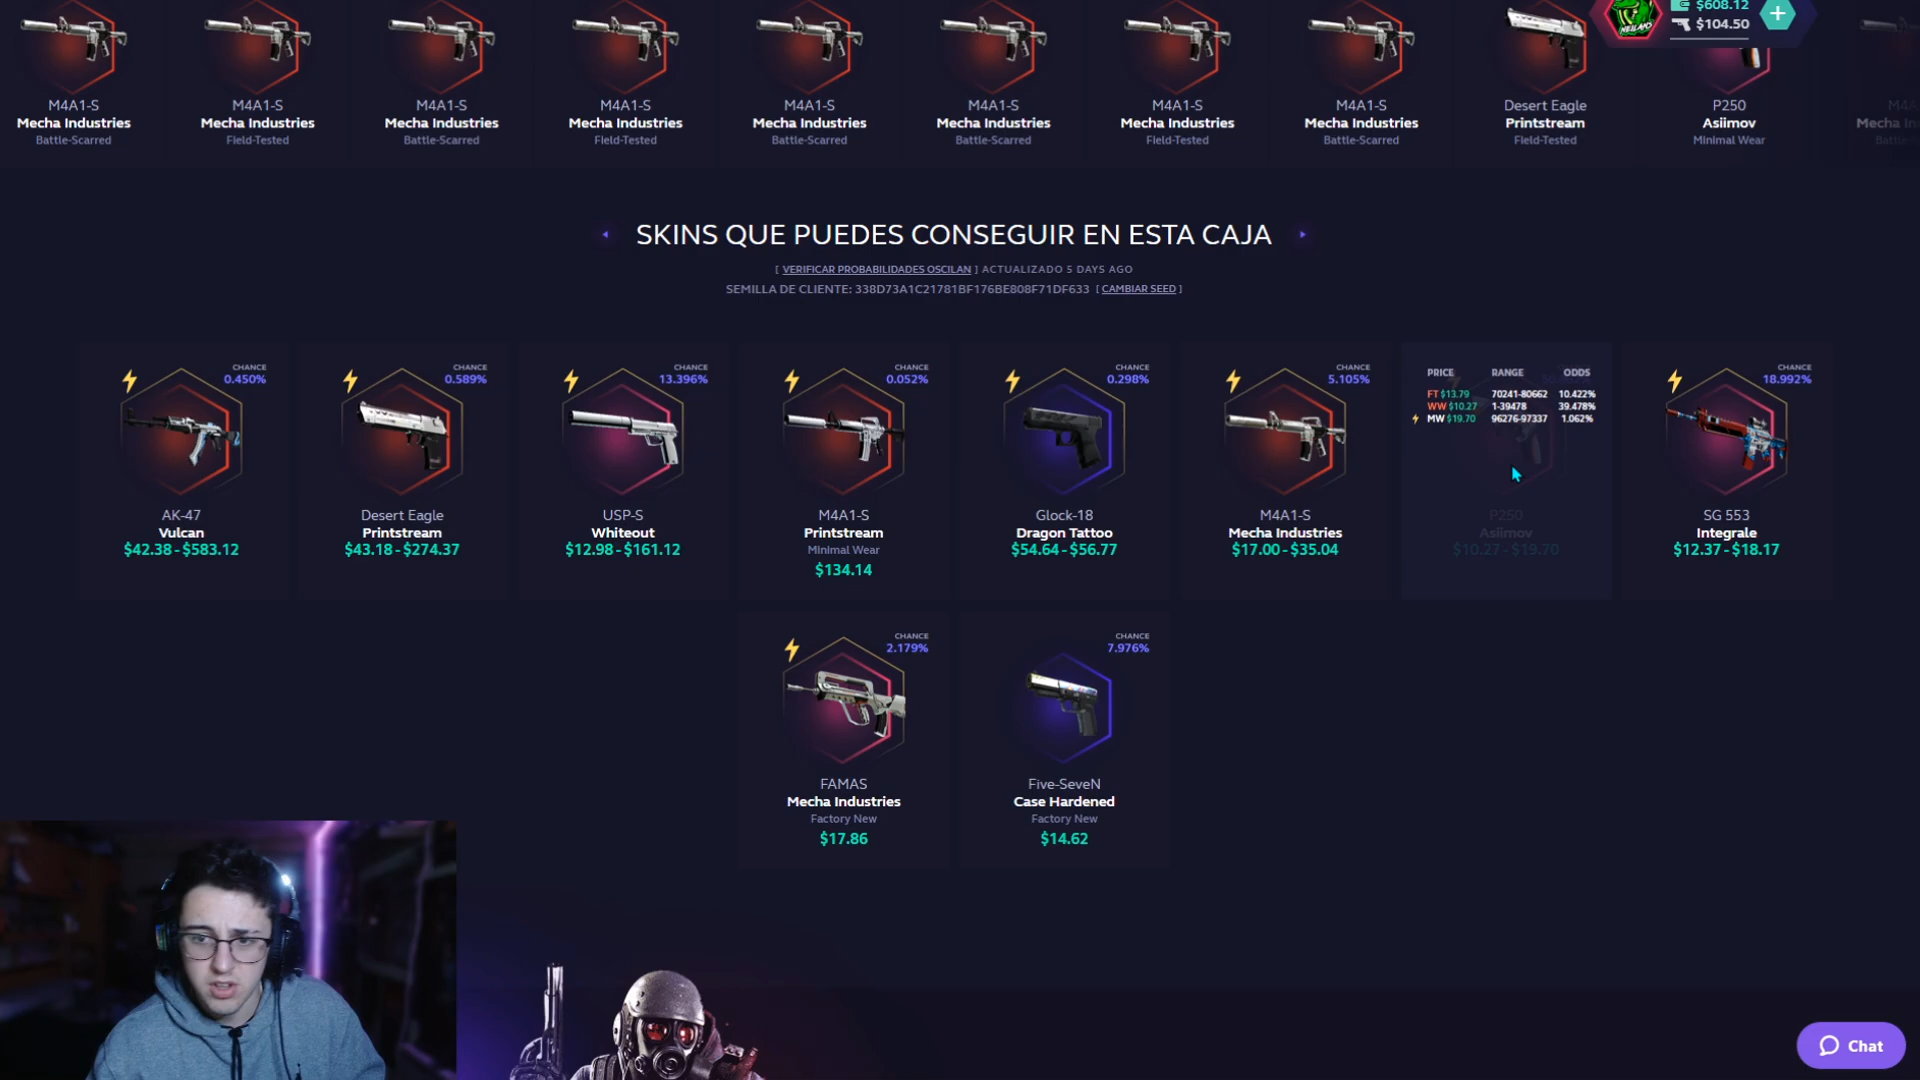 $608.12
$104.50
M4A1-S
Mecha Industries
Battle-Scarred
M4A1-S
Mecha Industries
Field-Tested
M4A1-S
Mecha Industries
Battle-Scarred
M4A1-S
Mecha Industries
Field-Tested
M4A1-S
Mecha Industries
Battle-Scarred
M4A1-S
Mecha Industries
Battle-Scarred
M4A1-S
Mecha Industries
Field-Tested
M4A1-S
Mecha Industries
Battle-Scarred
Desert Eagle
Printstream
Field-Tested
P250
Asiimov
Minimal Wear
SKINS QUE PUEDES CONSEGUIR EN ESTA CAJA
[ VERIFICAR PROBABILIDADES OSCILAN ] ACTUALIZADO 5 DAYS AGO
SEMILLA DE CLIENTE: 338D73A1C21781BF176BE808F71DF633 [ CAMBIAR SEED ]
CHANCE
0.450%
AK-47
Vulcan
$42.38 - $583.12
CHANCE
0.589%
Desert Eagle
Printstream
$43.18 - $274.37
CHANCE
13.396%
USP-S
Whiteout
$12.98 - $161.12
CHANCE
0.052%
M4A1-S
Printstream
Minimal Wear
$134.14
CHANCE
0.298%
Glock-18
Dragon Tattoo
$54.64 - $56.77
CHANCE
5.105%
M4A1-S
Mecha Industries
$17.00 - $35.04
PRICE RANGE ODDS
FT $13.79 70241-80662 10.422%
WW $10.27 1-39478 39.478%
MW $19.70 96276-97337 1.062%
P250
Asiimov
$10.27 - $19.70
CHANCE
18.992%
SG 553
Integrale
$12.37 - $18.17
CHANCE
2.179%
FAMAS
Mecha Industries
Factory New
$17.86
CHANCE
7.976%
Five-SeveN
Case Hardened
Factory New
$14.62
Chat